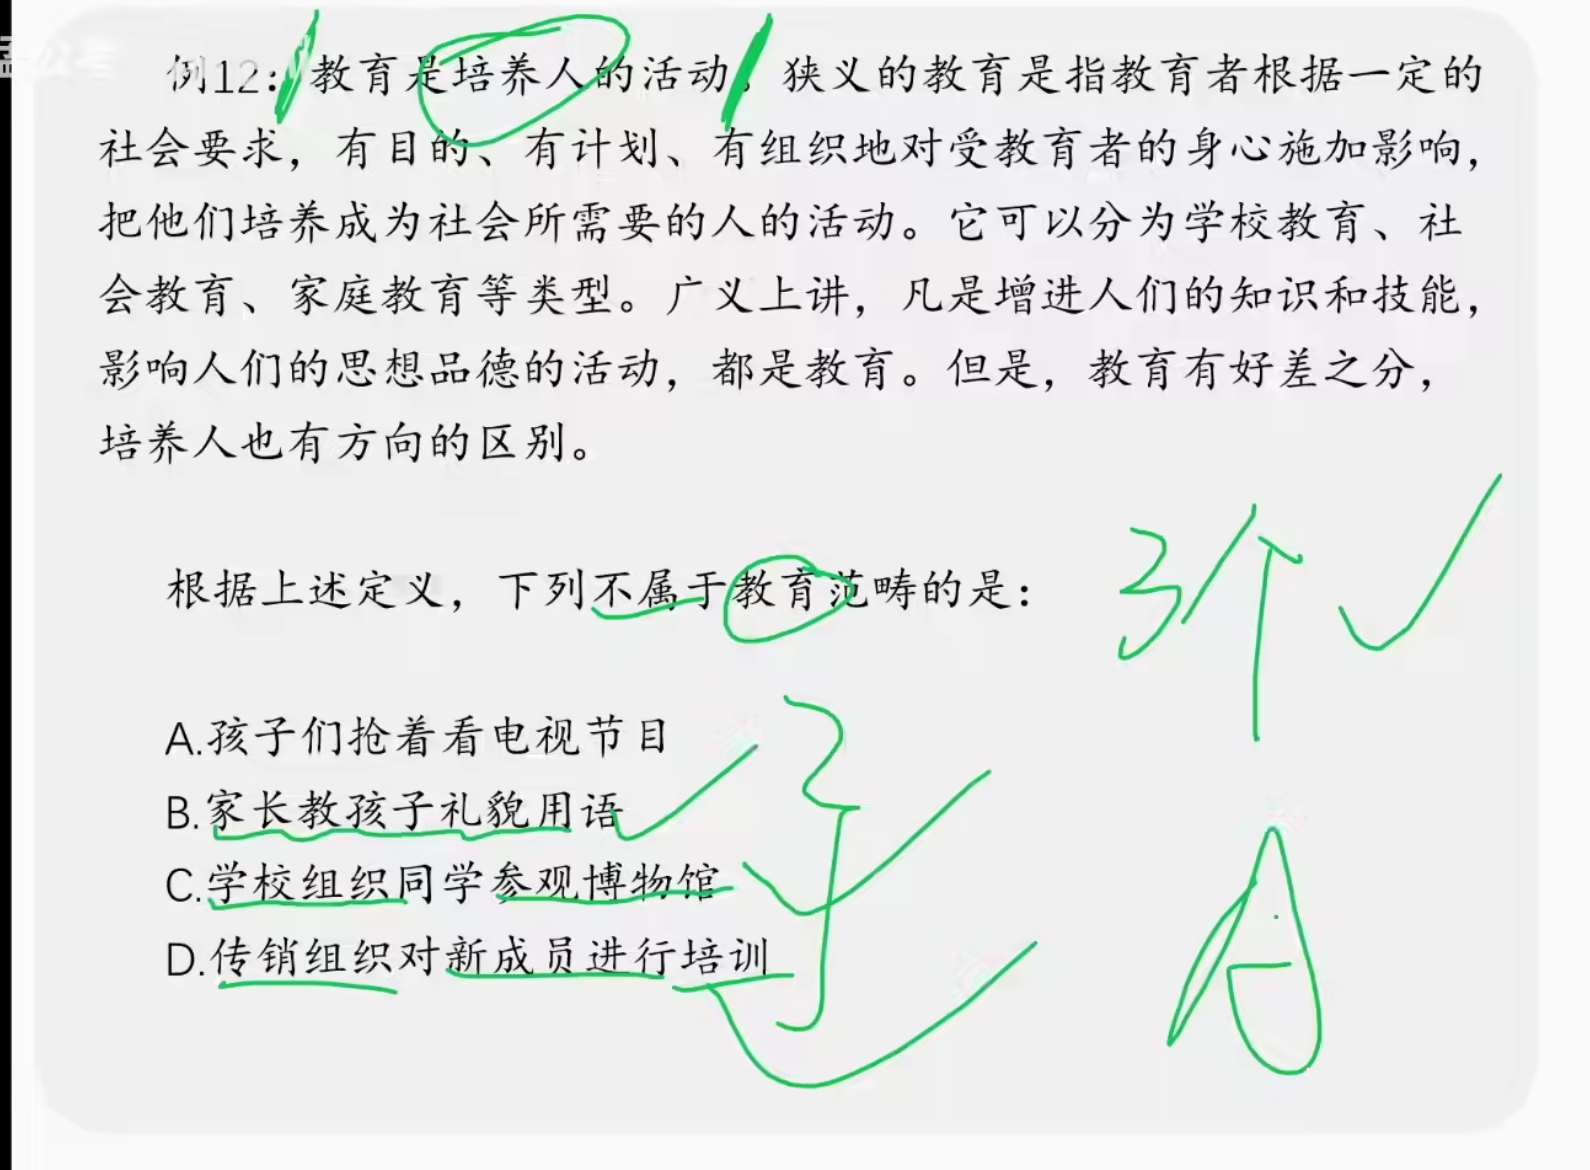 例12：教育是培养人的活动。狭义的教育是指教育者根据一定的
社会要求，有目的、有计划、有组织地对受教育者的身心施加影响，
把他们培养成为社会所需要的人的活动。它可以分为学校教育、社
会教育、家庭教育等类型。广义上讲，凡是增进人们的知识和技能，
影响人们的思想品德的活动，都是教育。但是，教育有好差之分，
培养人也有方向的区别。
根据上述定义，下列不属于教育范畴的是：
3个
A.孩子们抢着看电视节目
B.家长教孩子礼貌用语
C.学校组织同学参观博物馆
D.传销组织对新成员进行培训
A